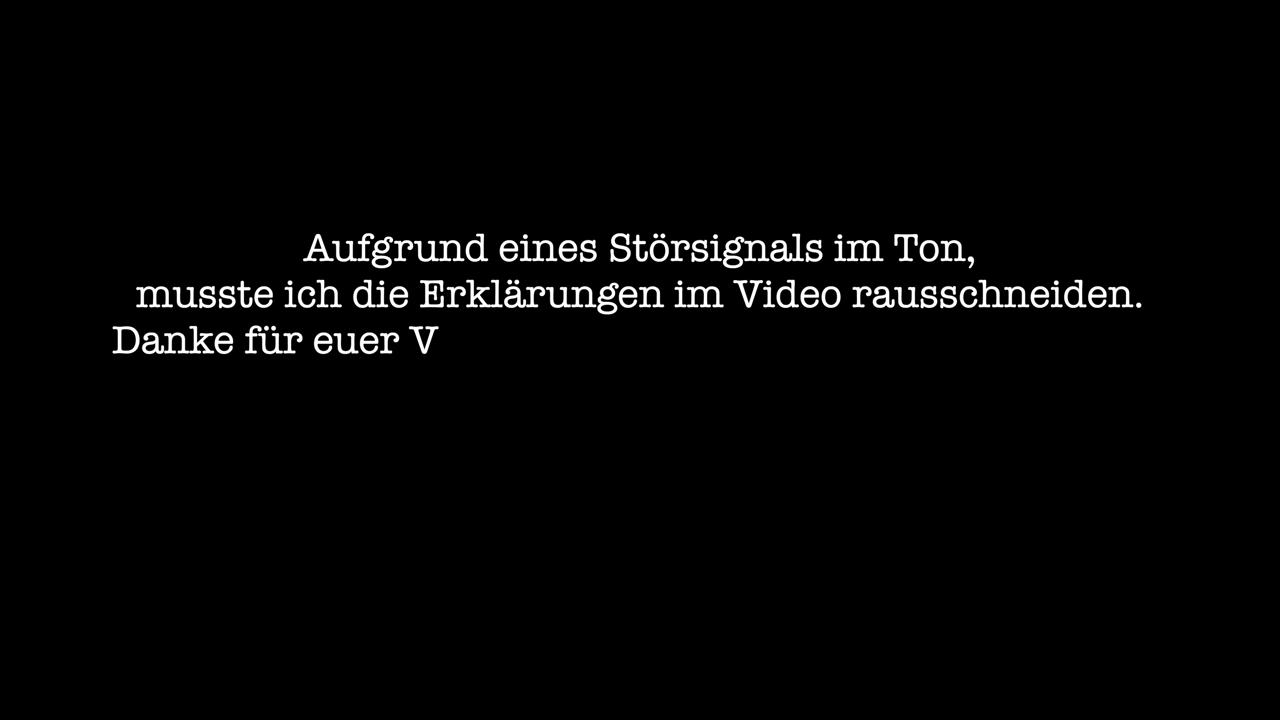 Aufgrund eines Störsignals im Ton,
musste ich die Erklärungen im Video rausschneiden.
Danke für euer V